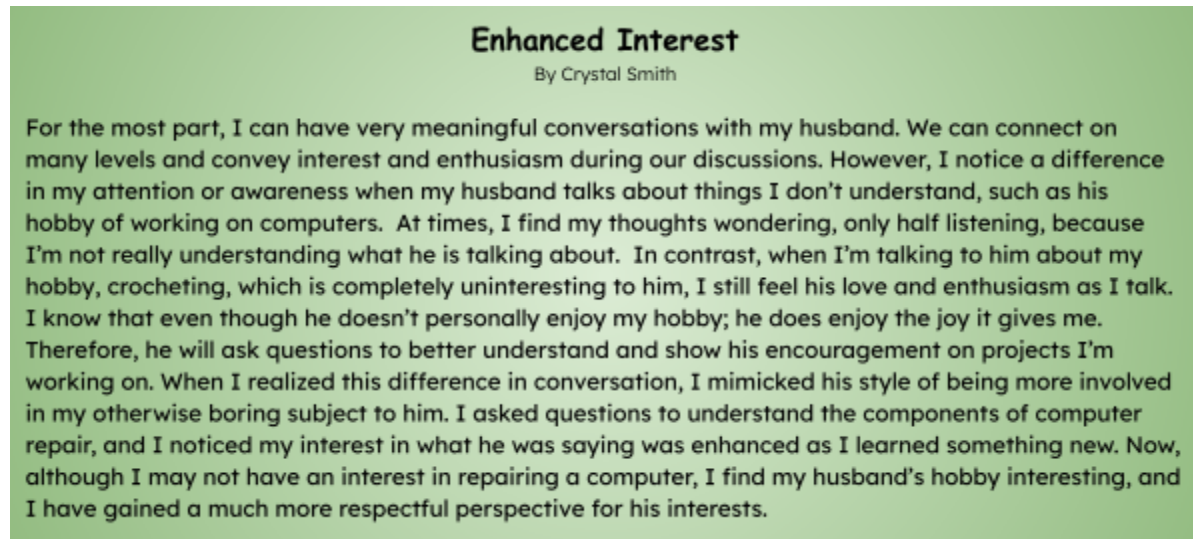 Enhanced Interest
By Crystal Smith
For the most part, I can have very meaningful conversations with my husband. We can connect on
many levels and convey interest and enthusiasm during our discussions. However, I notice a difference
in my attention or awareness when my husband talks about things I don't understand, such as his
hobby of working on computers.  At times, I find my thoughts wondering, only half listening, because
I'm not really understanding what he is talking about.  In contrast, when I'm talking to him about my
hobby, crocheting, which is completely uninteresting to him, I still feel his love and enthusiasm as I talk.
I know that even though he doesn't personally enjoy my hobby; he does enjoy the joy it gives me.
Therefore, he will ask questions to better understand and show his encouragement on projects I'm
working on. When I realized this difference in conversation, I mimicked his style of being more involved
in my otherwise boring subject to him. I asked questions to understand the components of computer
repair, and I noticed my interest in what he was saying was enhanced as I learned something new. Now,
although I may not have an interest in repairing a computer, I find my husband's hobby interesting, and
I have gained a much more respectful perspective for his interests.